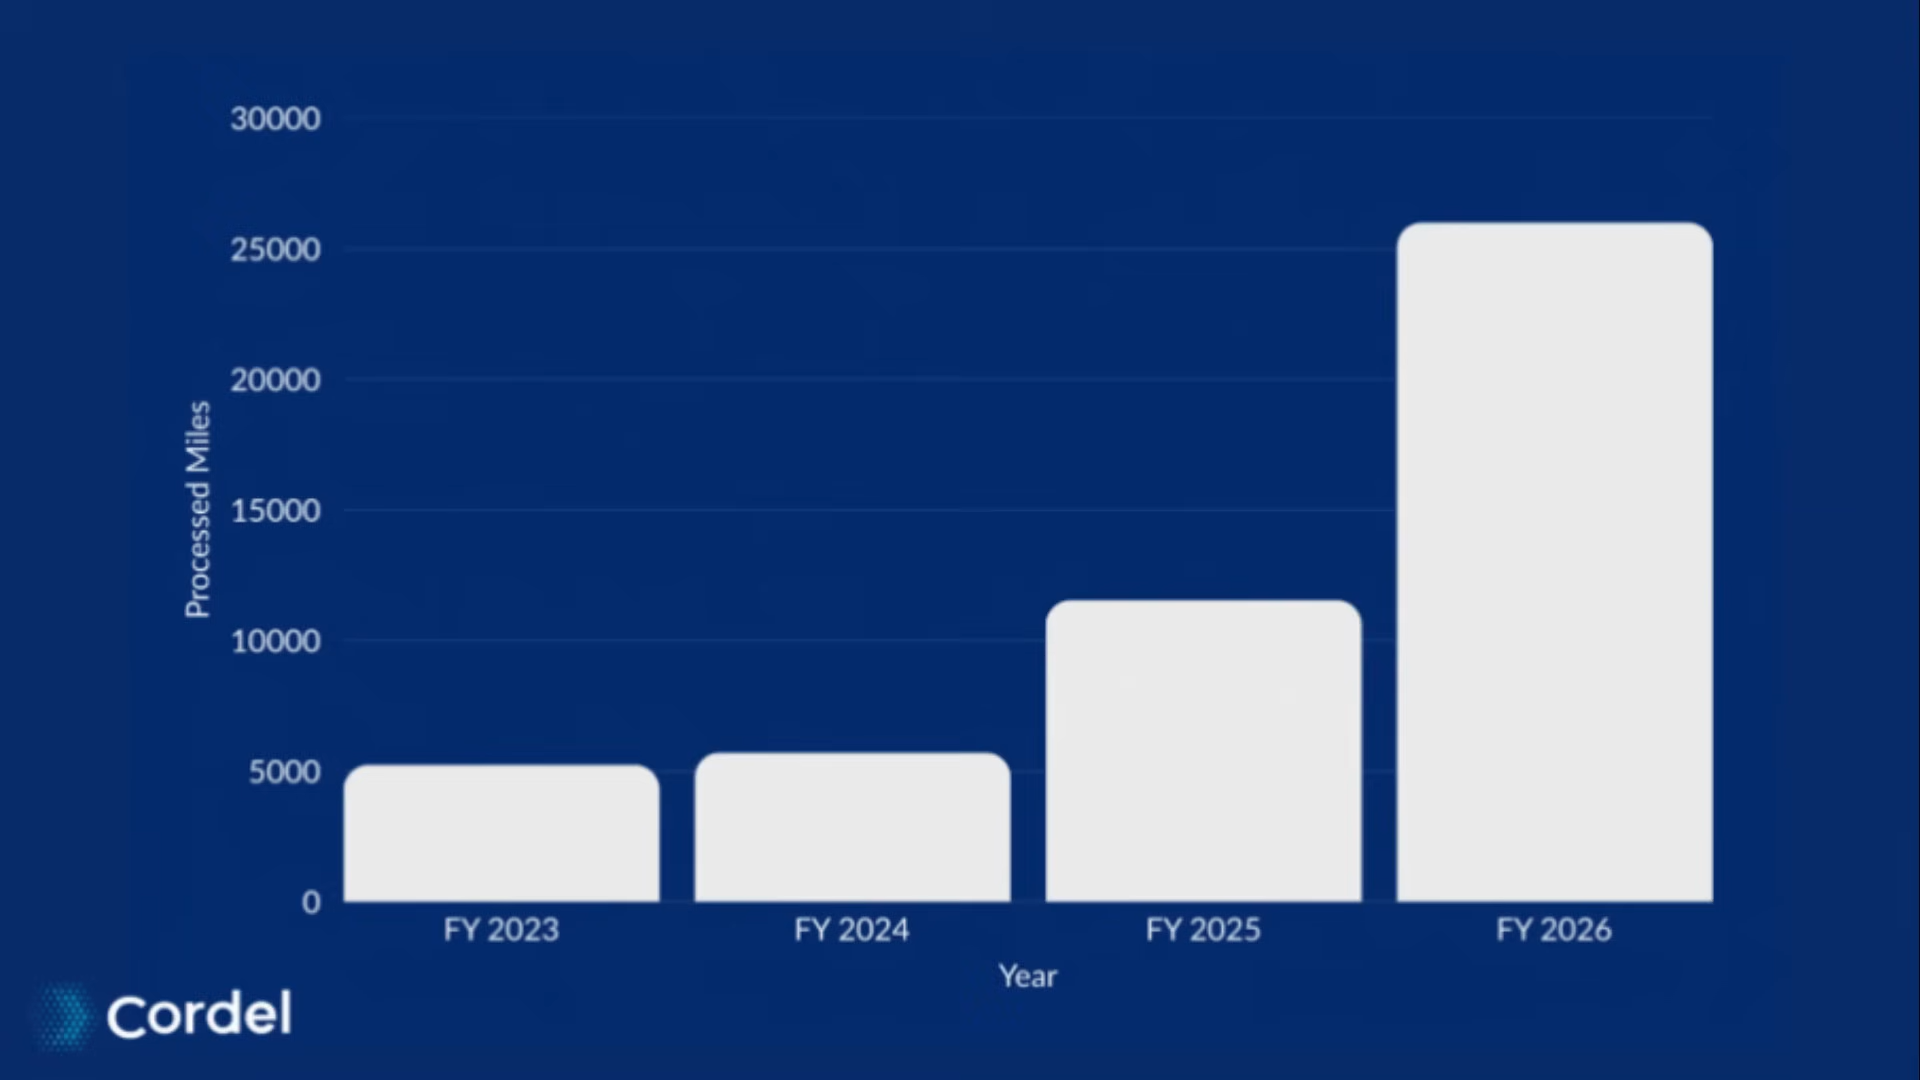 30000
25000
20000
15000
10000
5000
0
Processed Miles
FY 2023
FY 2024
FY 2025
FY 2026
Year
Cordel